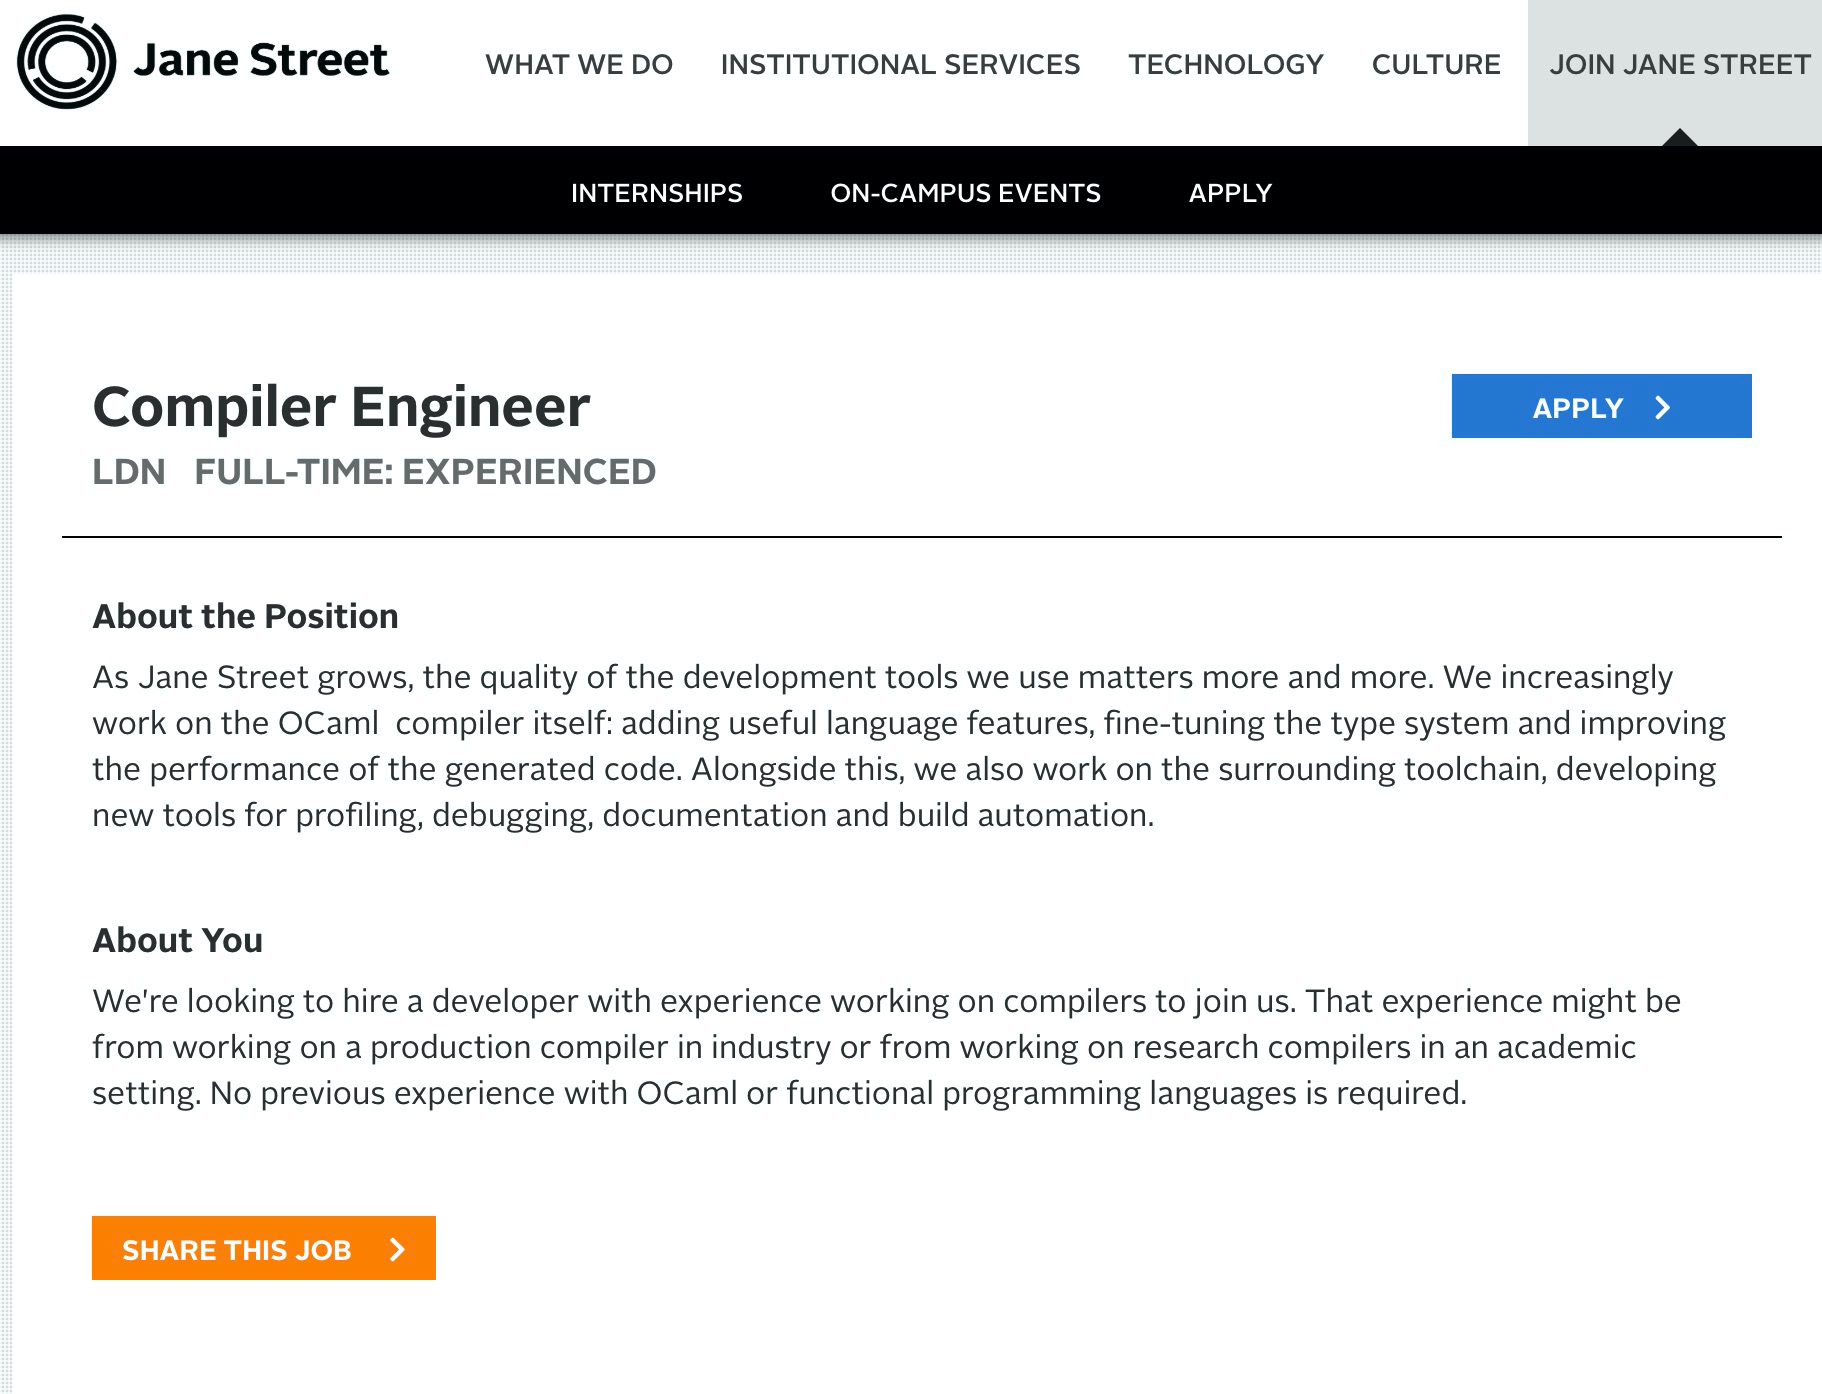 Jane Street
WHAT WE DO INSTITUTIONAL SERVICES TECHNOLOGY CULTURE JOIN JANE STREET
INTERNSHIPS ON-CAMPUS EVENTS APPLY
Compiler Engineer
APPLY
LDN FULL-TIME: EXPERIENCED
About the Position
As Jane Street grows, the quality of the development tools we use matters more and more. We increasingly
work on the OCaml  compiler itself: adding useful language features, fine-tuning the type system and improving
the performance of the generated code. Alongside this, we also work on the surrounding toolchain, developing
new tools for profiling, debugging, documentation and build automation.
About You
We're looking to hire a developer with experience working on compilers to join us. That experience might be
from working on a production compiler in industry or from working on research compilers in an academic
setting. No previous experience with OCaml or functional programming languages is required.
SHARE THIS JOB